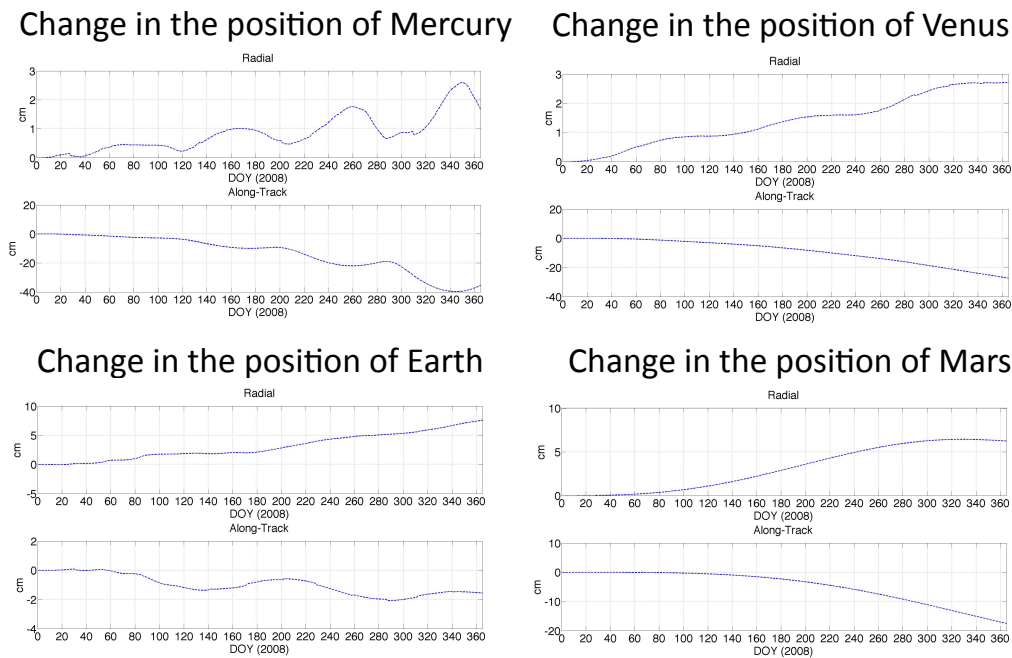 Change in the position of Mercury
Radial
3
2
1
0
cm
0 20 40 60 80 100 120 140 160 180 200 220 240 260 280 300 320 340 360
DOY (2008)
Along-Track
20
0
-20
-40
cm
0 20 40 60 80 100 120 140 160 180 200 220 240 260 280 300 320 340 360
DOY (2008)
Change in the position of Venus
Radial
3
2
1
0
cm
0 20 40 60 80 100 120 140 160 180 200 220 240 260 280 300 320 340 360
DOY (2008)
Along-Track
20
0
-20
-40
cm
0 20 40 60 80 100 120 140 160 180 200 220 240 260 280 300 320 340 360
DOY (2008)
Change in the position of Earth
Radial
10
5
0
-5
cm
0 20 40 60 80 100 120 140 160 180 200 220 240 260 280 300 320 340 360
DOY (2008)
Along-Track
2
0
-2
-4
cm
0 20 40 60 80 100 120 140 160 180 200 220 240 260 280 300 320 340 360
DOY (2008)
Change in the position of Mars
Radial
10
5
0
cm
0 20 40 60 80 100 120 140 160 180 200 220 240 260 280 300 320 340 360
DOY (2008)
Along-Track
10
0
-10
-20
cm
0 20 40 60 80 100 120 140 160 180 200 220 240 260 280 300 320 340 360
DOY (2008)